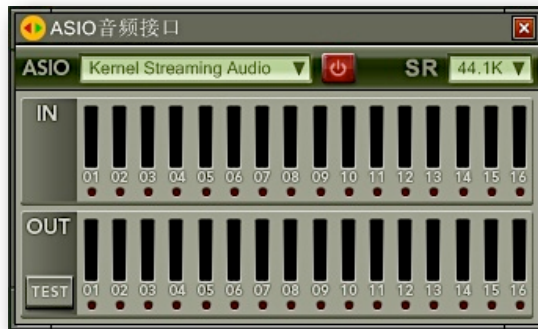 ASIO音频接口
ASIO Kernel Streaming Audio SR 44.1K
IN
01 02 03 04 05 06 07 08 09 10 11 12 13 14 15 16
OUT
TEST 01 02 03 04 05 06 07 08 09 10 11 12 13 14 15 16